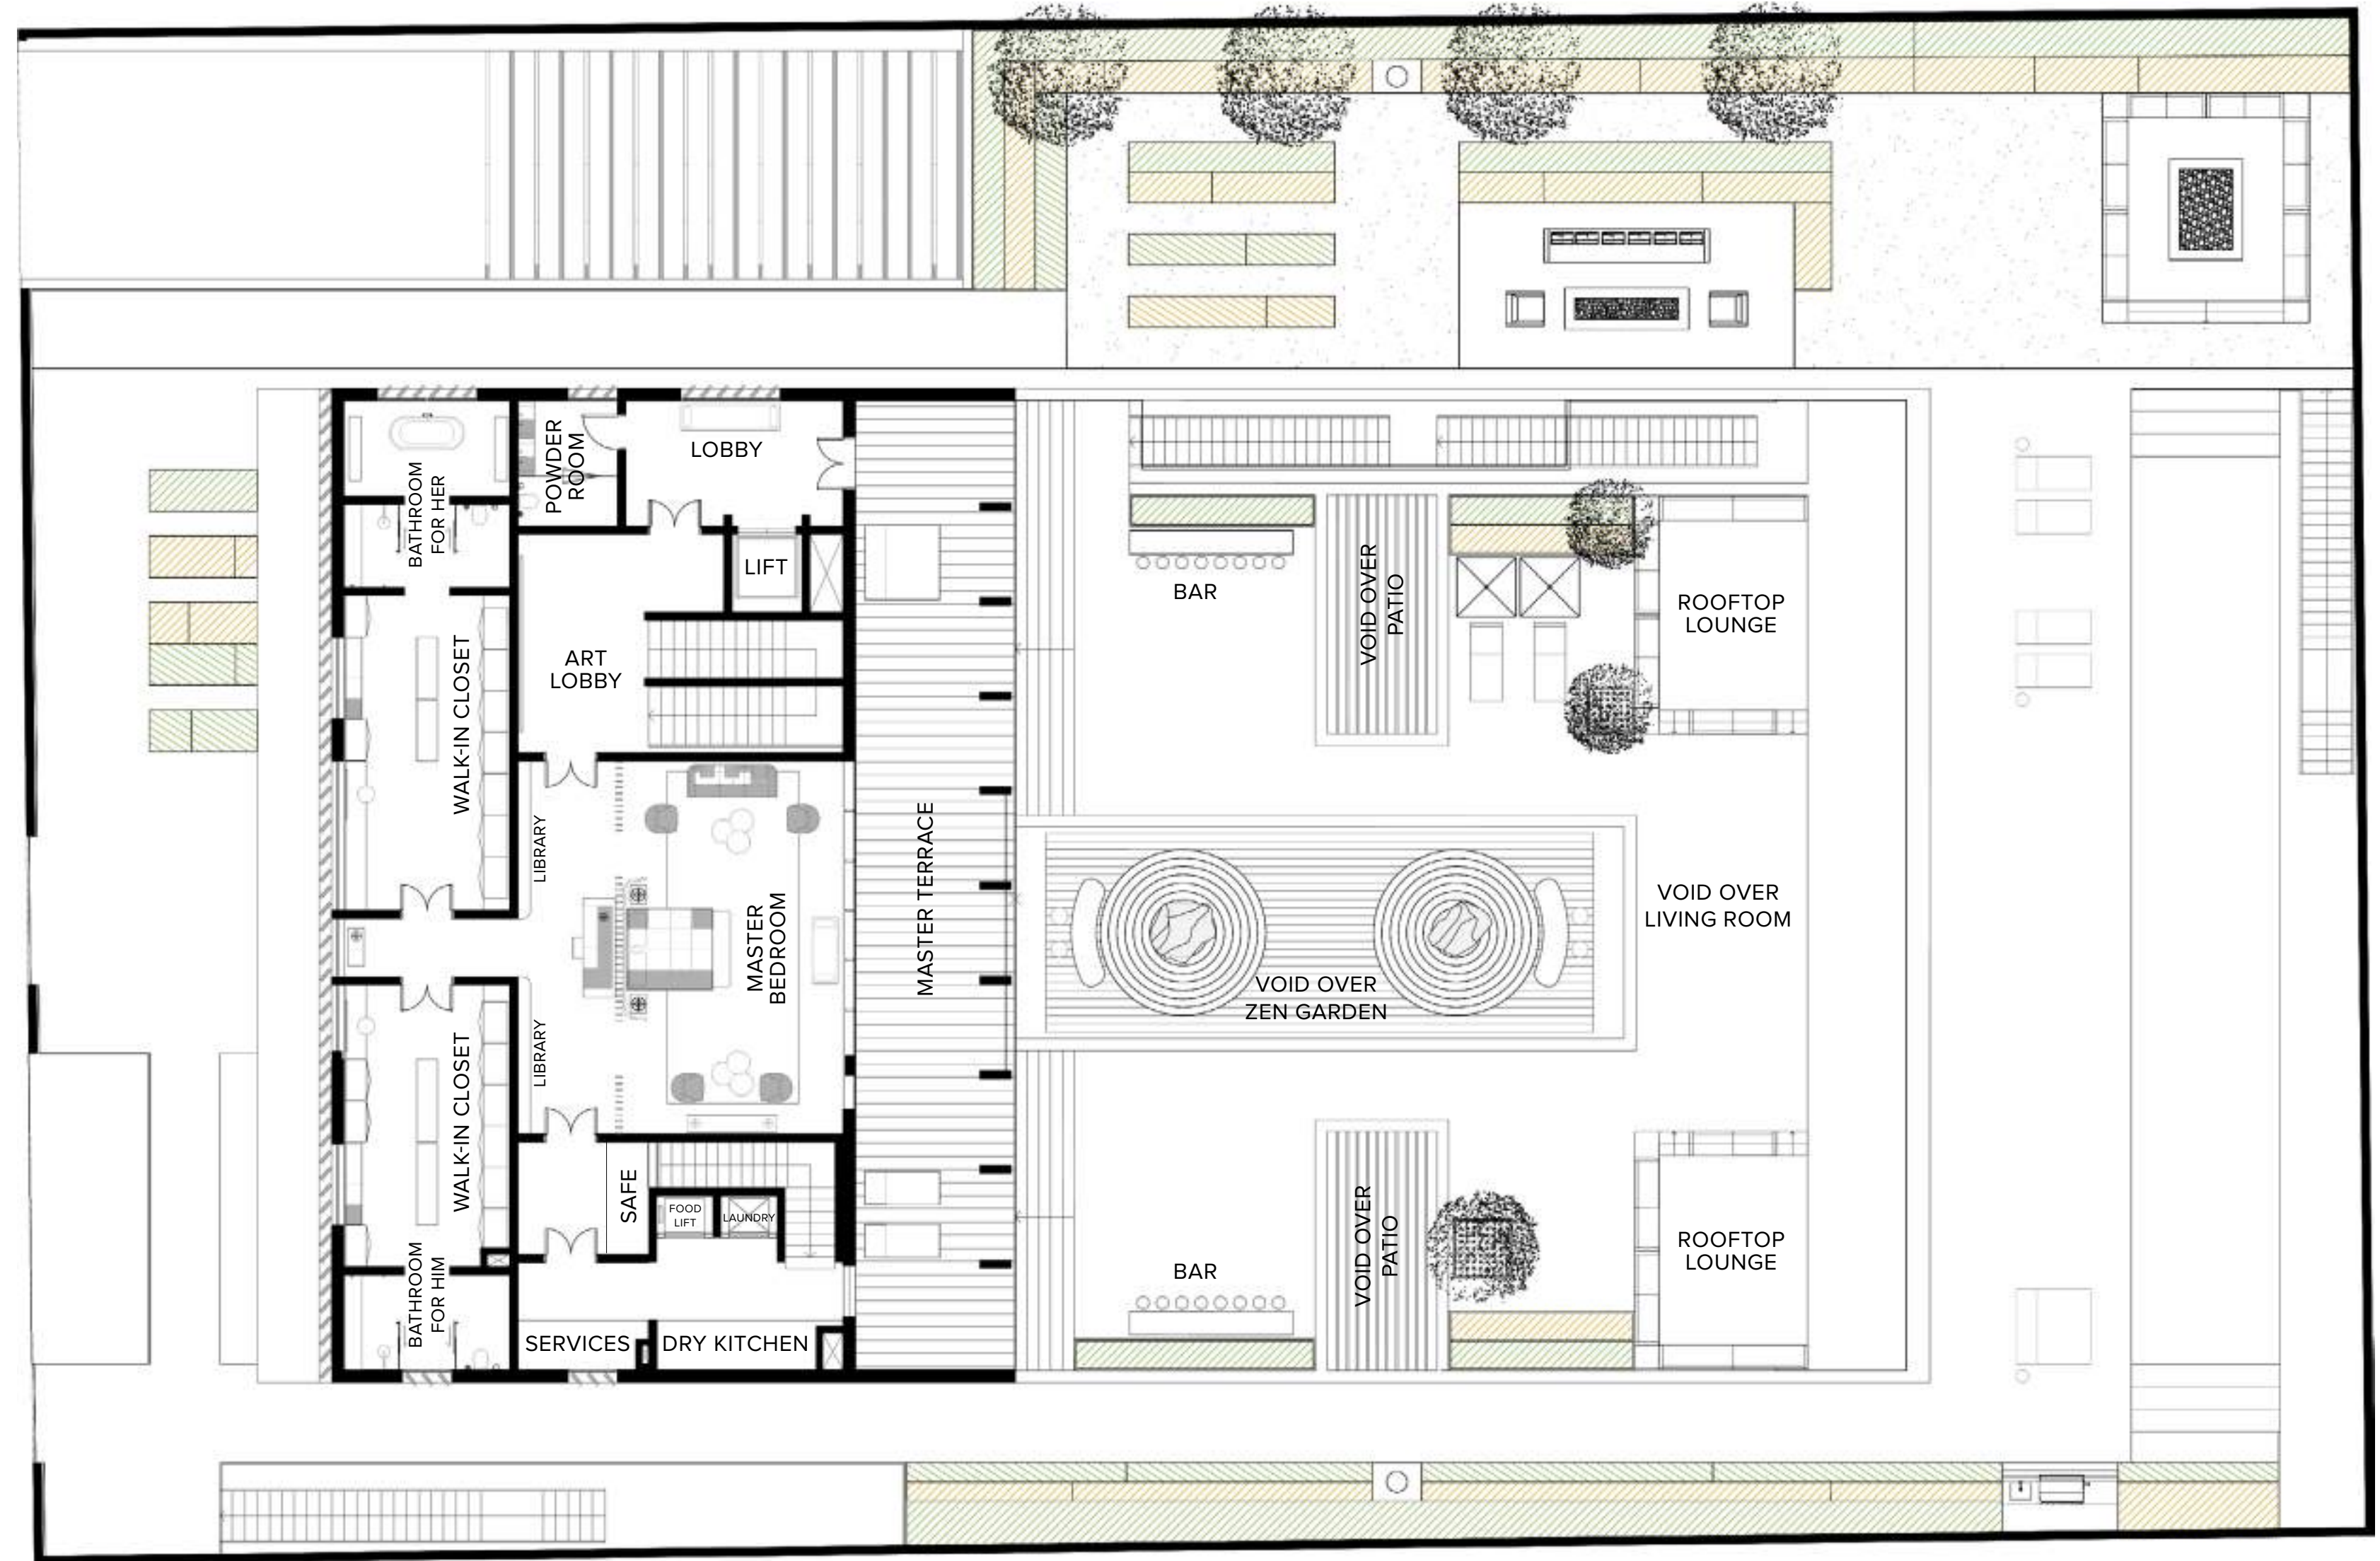 LOBBY
POWDER
ROOM
BATHROOM
FOR HER
LIFT
BAR
VOID OVER
PATIO
ROOFTOP
LOUNGE
ART
LOBBY
WALK-IN CLOSET
LIBRARY
MASTER TERRACE
MASTER
BEDROOM
VOID OVER
LIVING ROOM
VOID OVER
ZEN GARDEN
LIBRARY
WALK-IN CLOSET
SAFE
FOOD
LIFT
LAUNDRY
VOID OVER
PATIO
ROOFTOP
LOUNGE
BAR
BATHROOM
FOR HIM
SERVICES
DRY KITCHEN